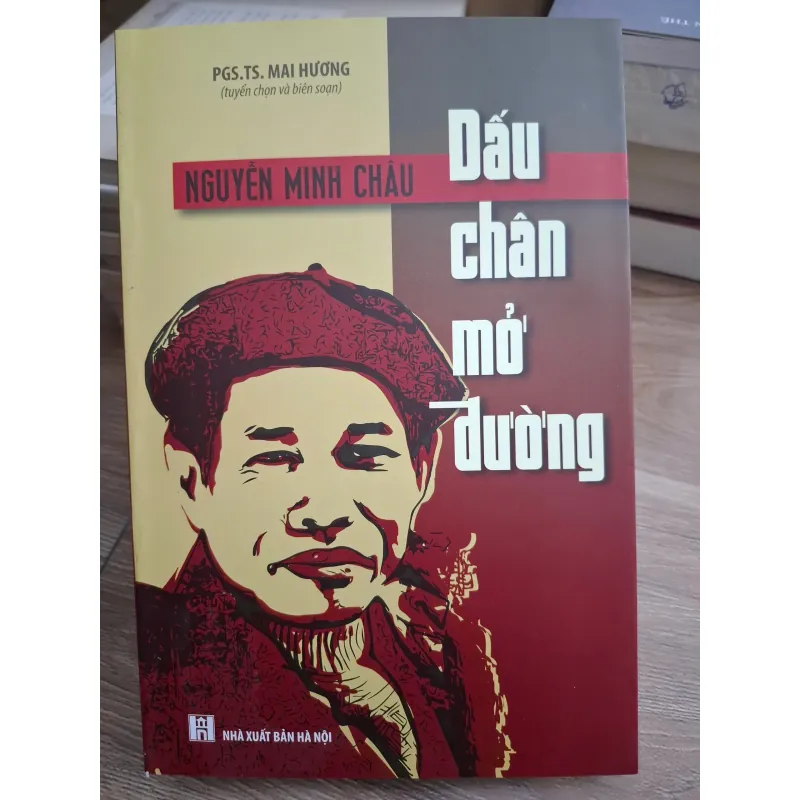 PGS.TS. MAI HƯƠNG
(tuyển chọn và biên soạn)
NGUYỄN MINH CHÂU
Dấu
chân
mở
đường
NHÀ XUẤT BẢN HÀ NỘI